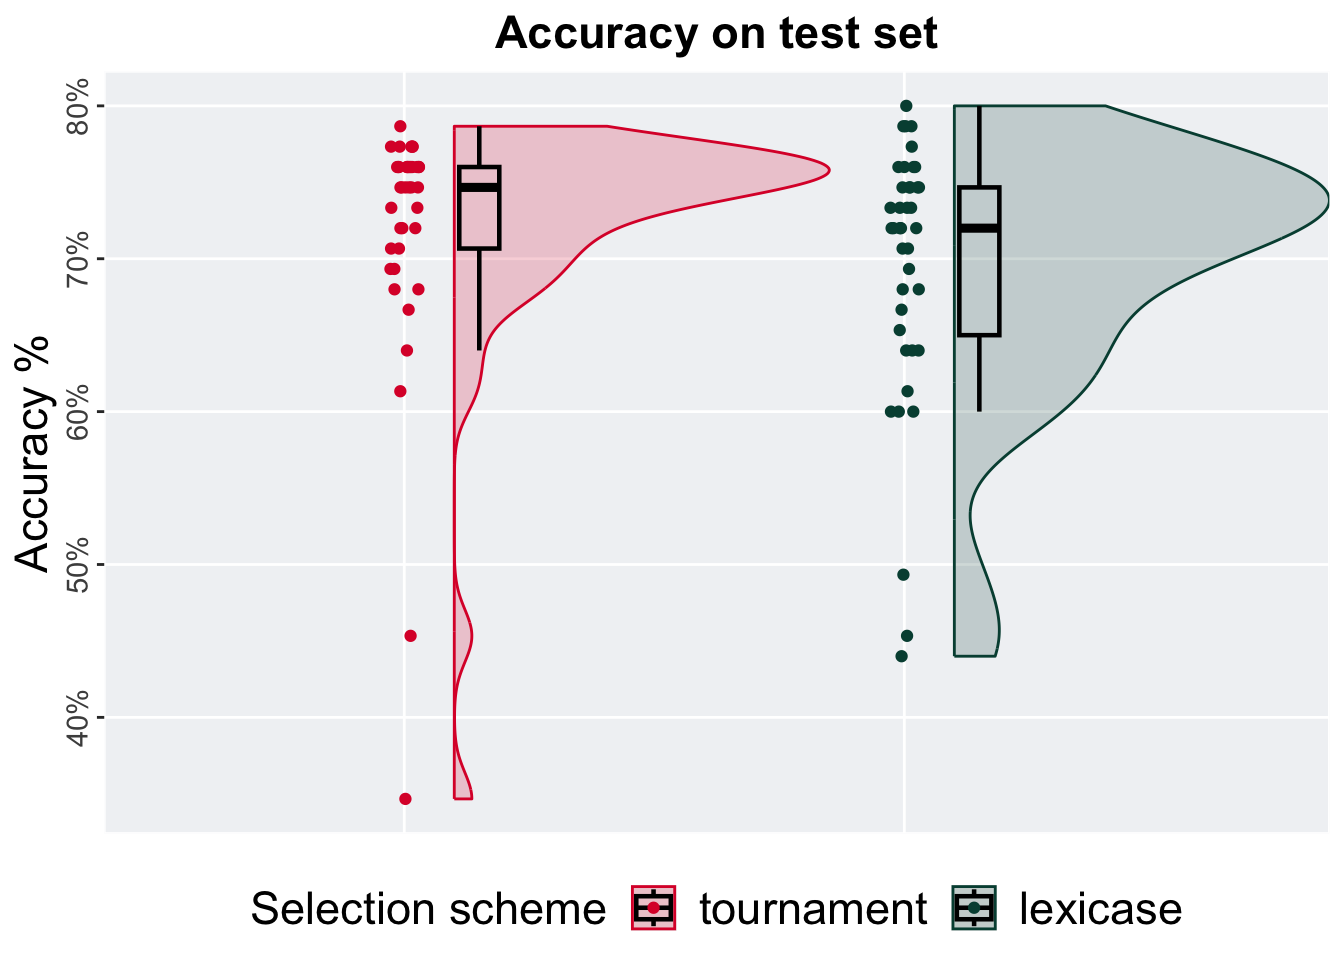 Accuracy on test set
Accuracy %
80%
70%
60%
50%
40%
Selection scheme tournament lexicase